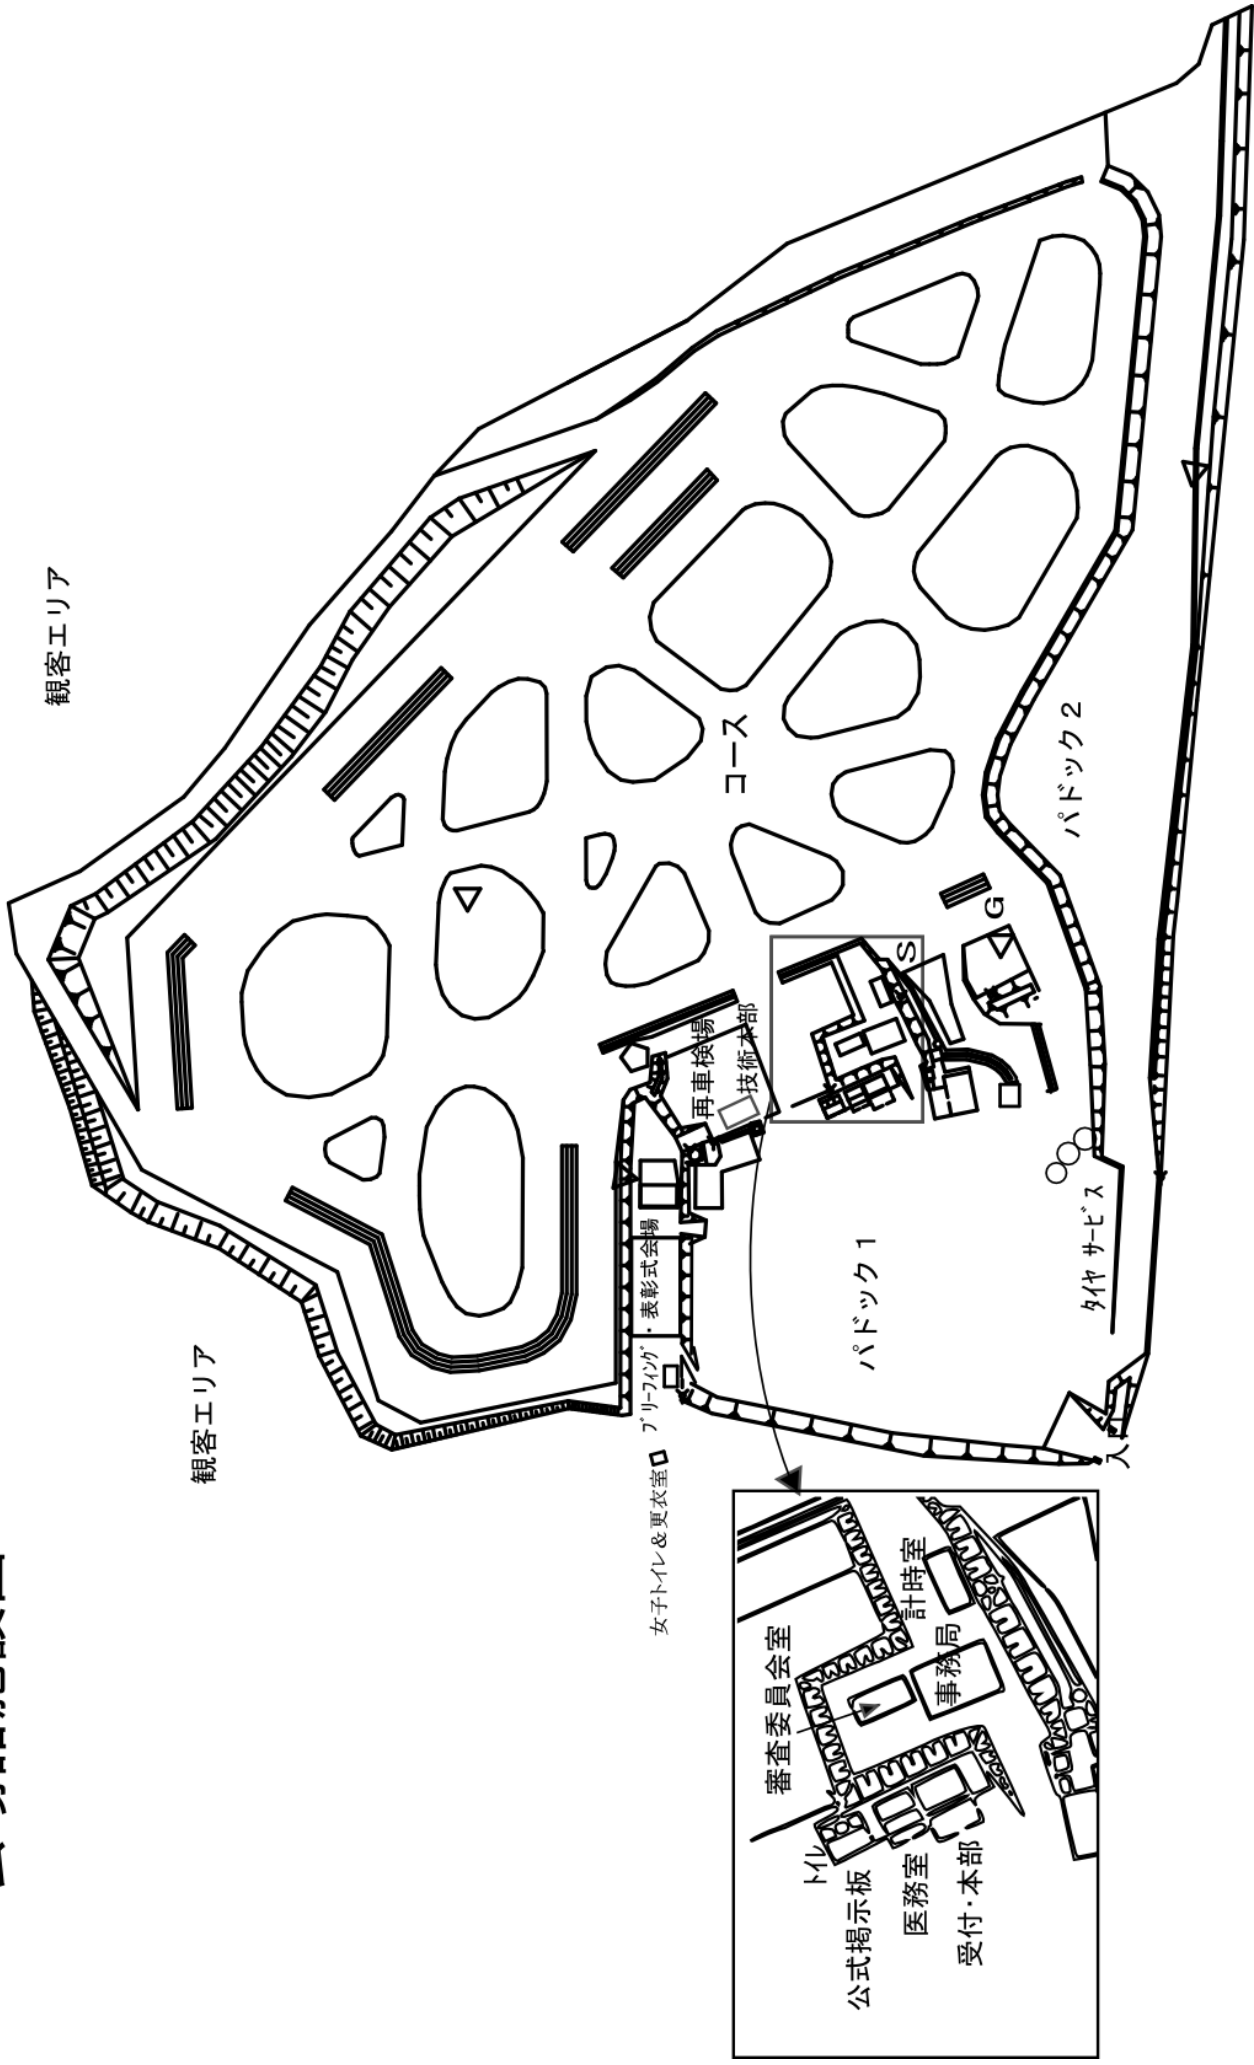 観客エリア
観客エリア
コース
S
G
パドック2
再車検場
技術本部
ブリーフィング・表彰式会場
パドック1
タイヤサービス
女子トイレ&更衣室
入
審査委員会室
計時室
事務局
トイレ
公式掲示板
医務室
受付・本部